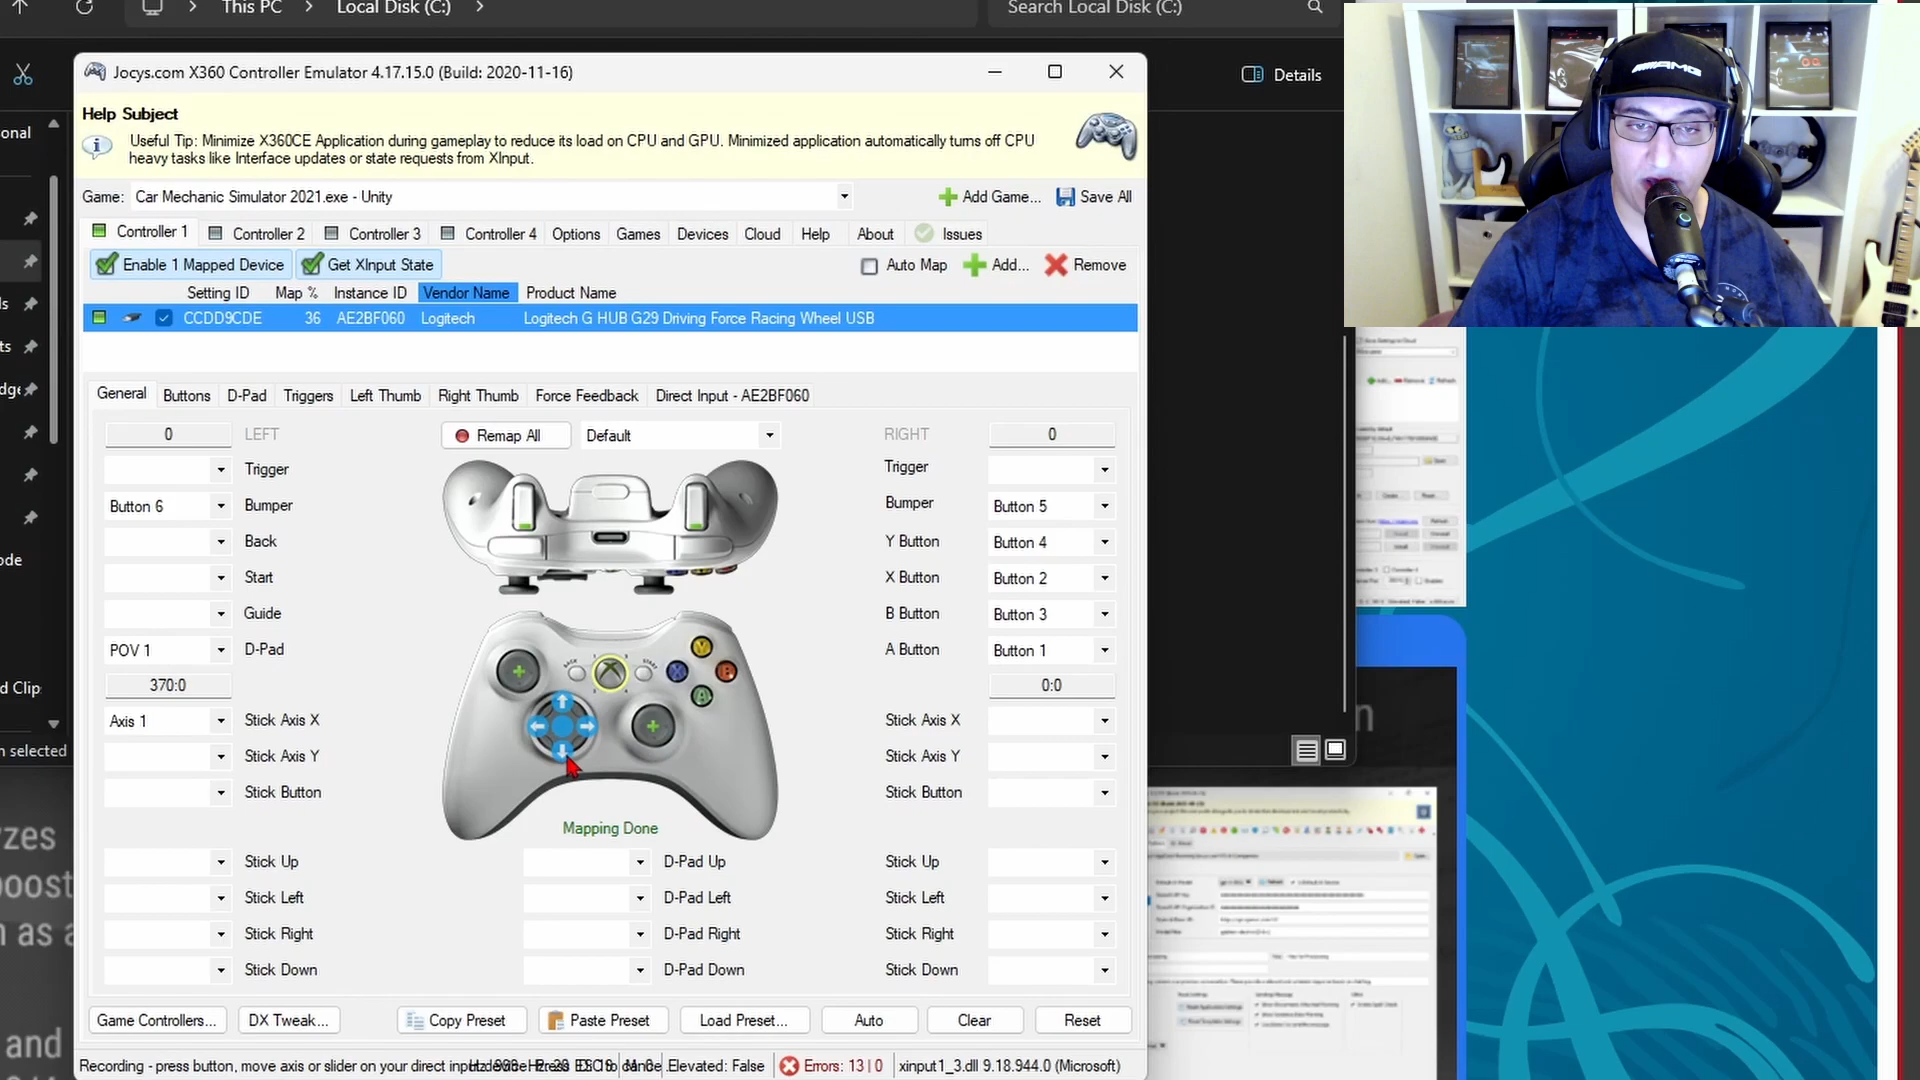 This PC > Local Disk (C:) >
Search Local Disk (C:)
Details
Jocys.com X360 Controller Emulator 4.17.15.0 (Build: 2020-11-16)
Help Subject
Useful Tip: Minimize X360CE Application during gameplay to reduce its load on CPU and GPU. Minimized application automatically turns off CPU
heavy tasks like Interface updates or state requests from XInput.
Game: Car Mechanic Simulator 2021.exe - Unity
Add Game... Save All
Controller 1 Controller 2 Controller 3 Controller 4 Options Games Devices Cloud Help About Issues
Enable 1 Mapped Device Get XInput State Auto Map Add... Remove
Setting ID Map % Instance ID Vendor Name Product Name
CCDD9CDE 36 AE2BF060 Logitech Logitech G HUB G29 Driving Force Racing Wheel USB
General Buttons D-Pad Triggers Left Thumb Right Thumb Force Feedback Direct Input - AE2BF060
0 LEFT Remap All Default RIGHT 0
Trigger Trigger
Button 6 Bumper Bumper Button 5
Back Y Button Button 4
Start X Button Button 2
Guide B Button Button 3
POV 1 D-Pad A Button Button 1
BACK START
Y
X B
A
370:0 0:0
Axis 1 Stick Axis X Stick Axis X
Stick Axis Y Stick Axis Y
Stick Button Stick Button
Mapping Done
Stick Up D-Pad Up Stick Up
Stick Left D-Pad Left Stick Left
Stick Right D-Pad Right Stick Right
Stick Down D-Pad Down Stick Down
Game Controllers... DX Tweak... Copy Preset Paste Preset Load Preset... Auto Clear Reset
Recording - press button, move axis or slider on your direct input Elevated: False Errors: 13 | 0 xinput1_3.dll 9.18.944.0 (Microsoft)
onal
ls
ts
dge
ode
d Clip
n selected
yzes
boost
n as a
and
n
AMG